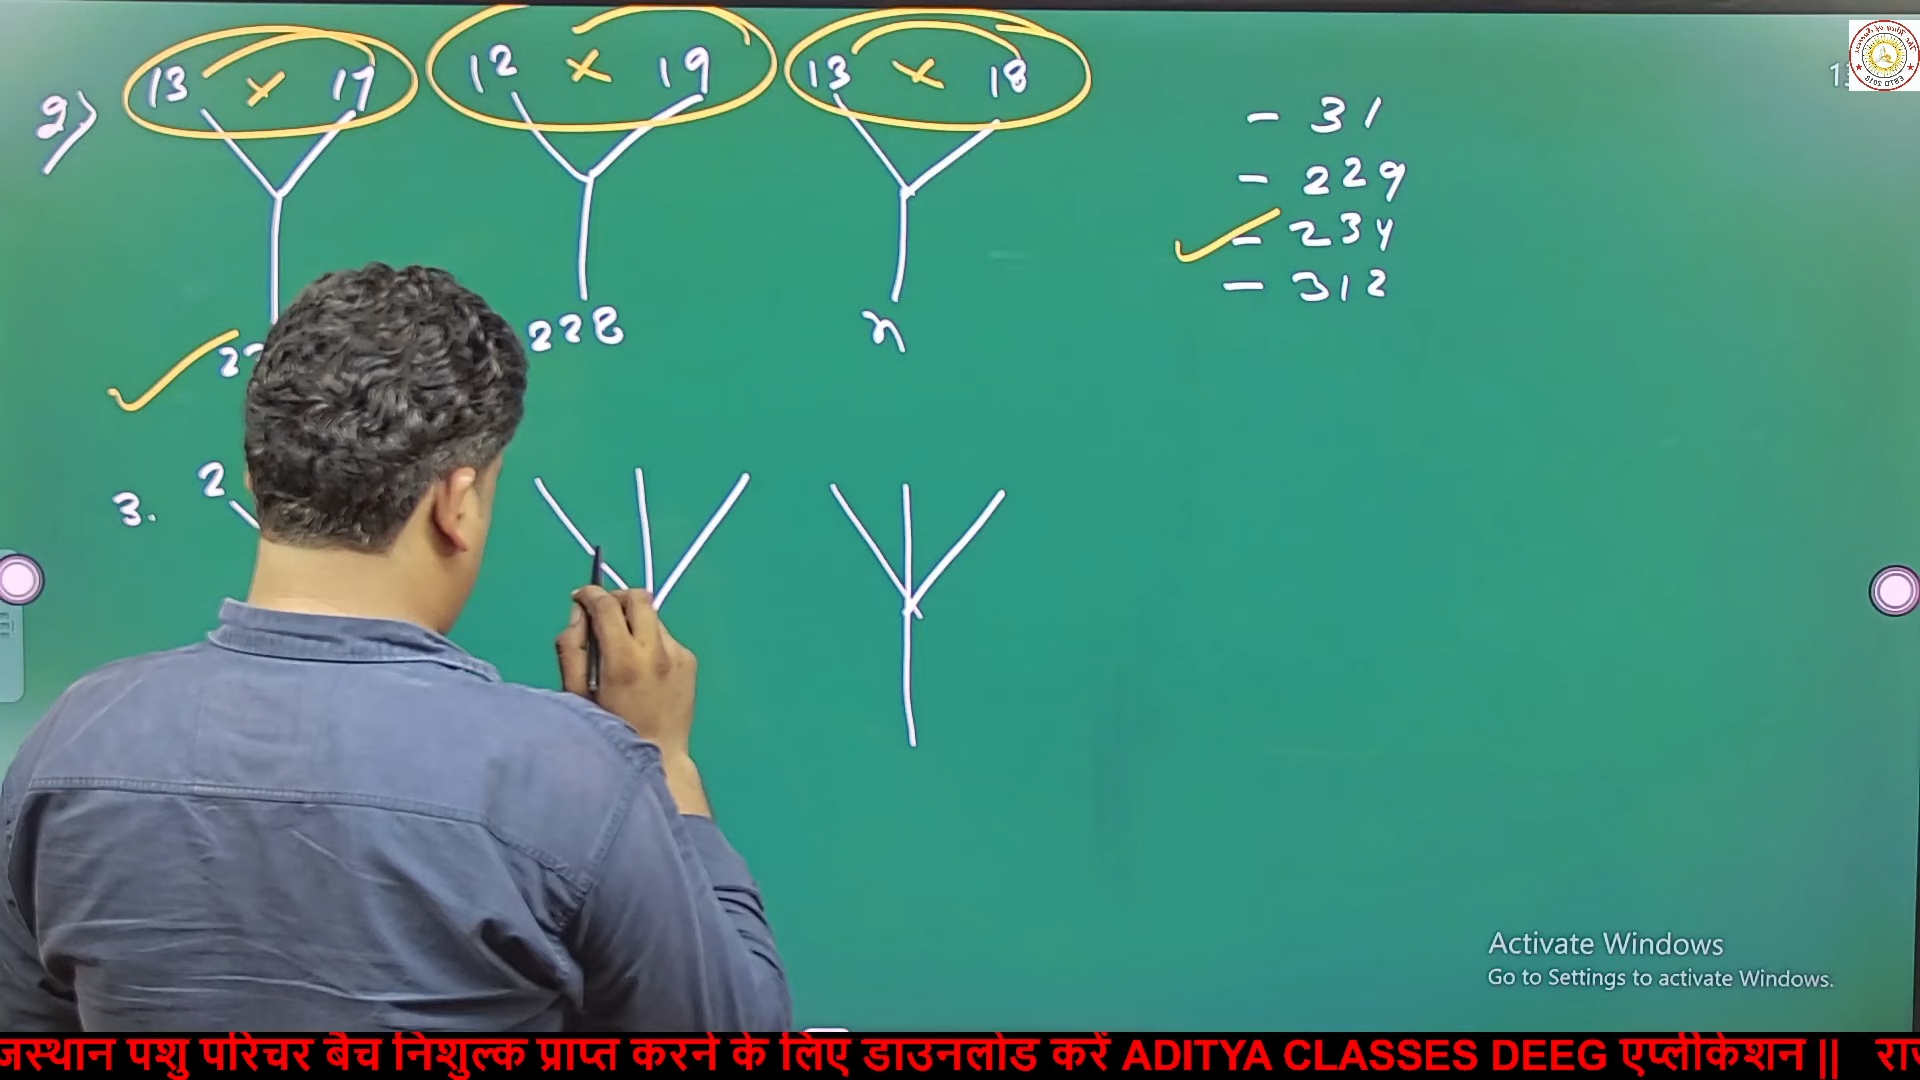 2) 13 × 17 12 × 19 13 × 18
- 31
- 229
- 234
- 312
228 n
3. 2
Activate Windows
Go to Settings to activate Windows.
जस्थान पशु परिचर बैच निशुल्क प्राप्त करने के लिए डाउनलोड करें ADITYA CLASSES DEEG एप्लीकेशन ||